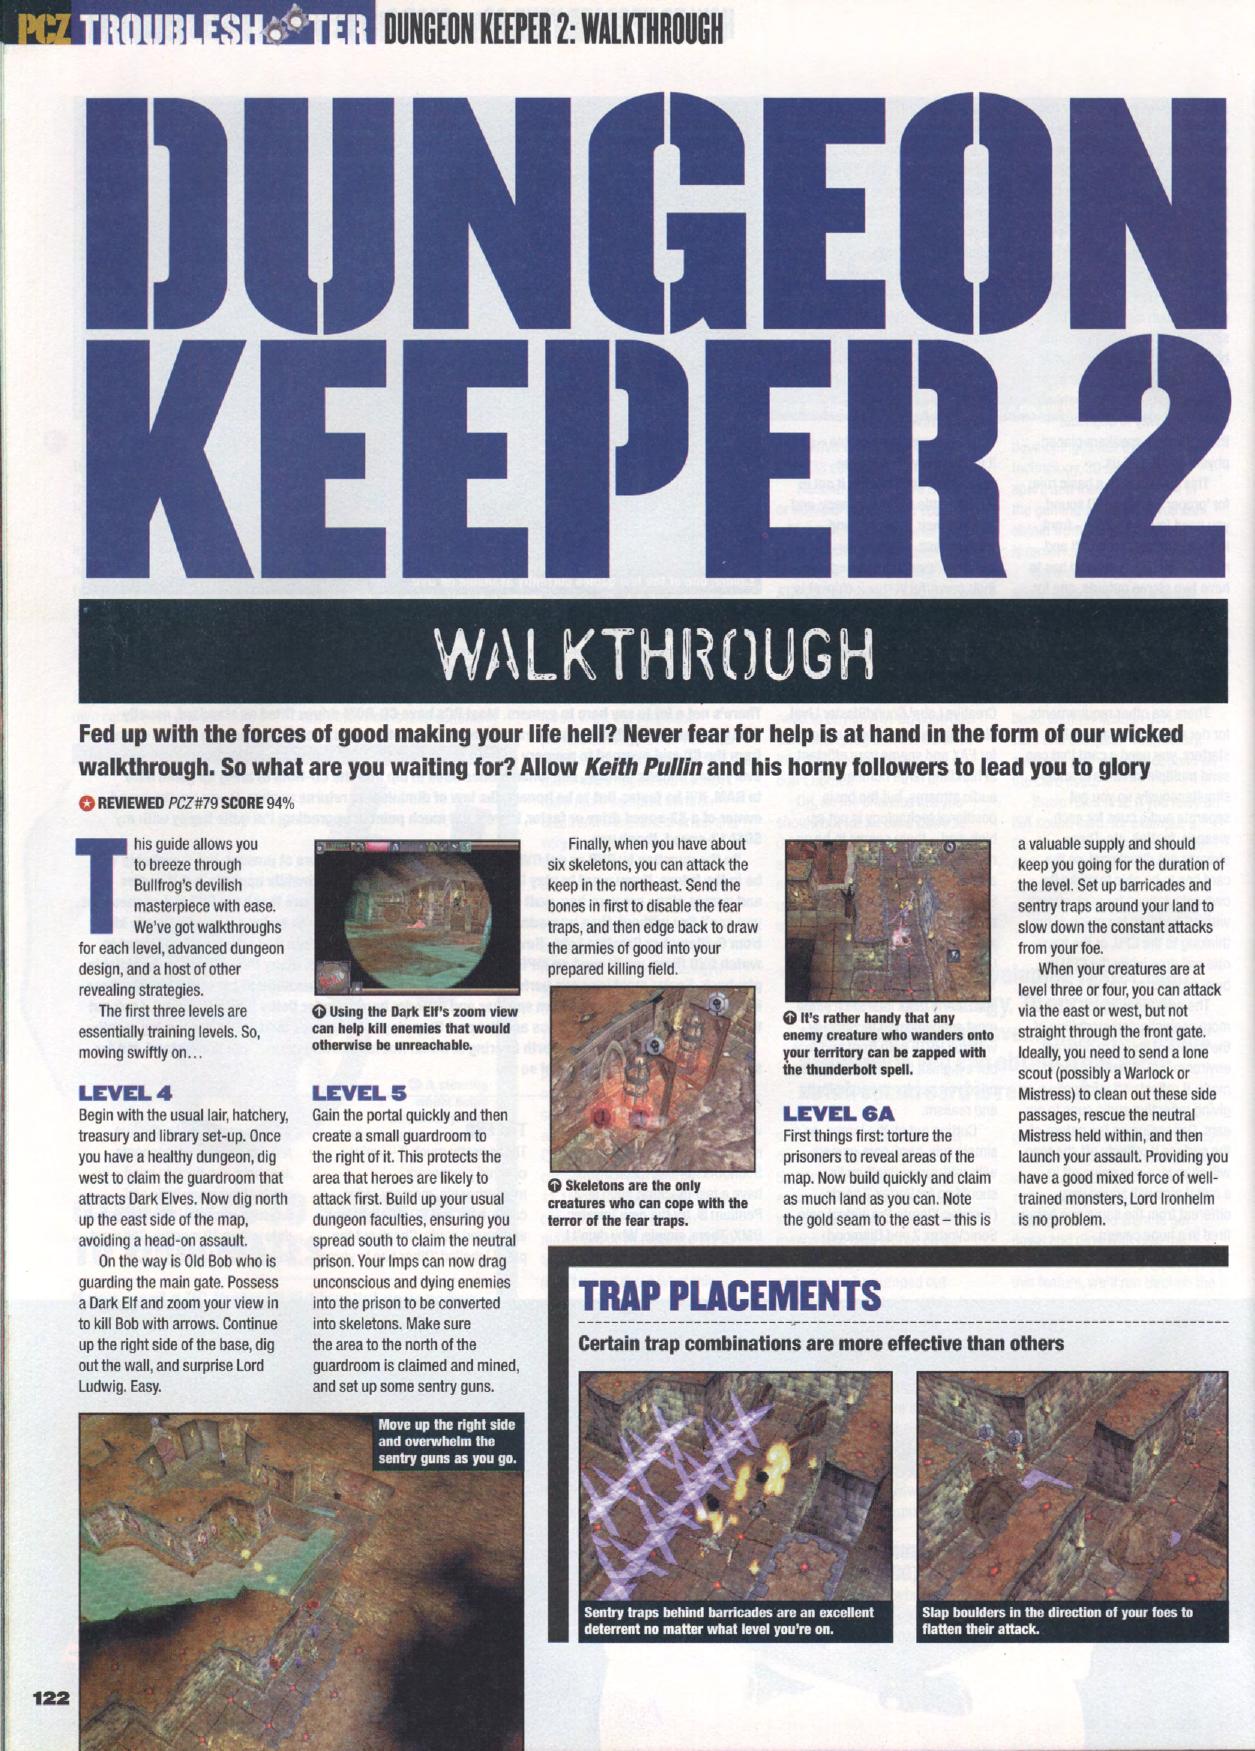 PCZ TROUBLESHOOTER DUNGEON KEEPER 2: WALKTHROUGH
DUNGEON
KEEPER 2
WALKTHROUGH
Fed up with the forces of good making your life hell? Never fear for help is at hand in the form of our wicked
walkthrough. So what are you waiting for? Allow Keith Pullin and his horny followers to lead you to glory
REVIEWED PCZ #79 SCORE 94%
This guide allows you
to breeze through
Bullfrog's devilish
masterpiece with ease.
We've got walkthroughs
for each level, advanced dungeon
design, and a host of other
revealing strategies.
The first three levels are
essentially training levels. So,
moving swiftly on…
LEVEL 4
Begin with the usual lair, hatchery,
treasury and library set-up. Once
you have a healthy dungeon, dig
west to claim the guardroom that
attracts Dark Elves. Now dig north
up the east side of the map,
avoiding a head-on assault.
On the way is Old Bob who is
guarding the main gate. Possess
a Dark Elf and zoom your view in
to kill Bob with arrows. Continue
up the right side of the base, dig
out the wall, and surprise Lord
Ludwig. Easy.
Move up the right side
and overwhelm the
sentry guns as you go.
Using the Dark Elf's zoom view
can help kill enemies that would
otherwise be unreachable.
LEVEL 5
Gain the portal quickly and then
create a small guardroom to
the right of it. This protects the
area that heroes are likely to
attack first. Build up your usual
dungeon faculties, ensuring you
spread south to claim the neutral
prison. Your Imps can now drag
unconscious and dying enemies
into the prison to be converted
into skeletons. Make sure
the area to the north of the
guardroom is claimed and mined,
and set up some sentry guns.
Finally, when you have about
six skeletons, you can attack the
keep in the northeast. Send the
bones in first to disable the fear
traps, and then edge back to draw
the armies of good into your
prepared killing field.
Skeletons are the only
creatures who can cope with the
terror of the fear traps.
It's rather handy that any
enemy creature who wanders onto
your territory can be zapped with
the thunderbolt spell.
LEVEL 6A
First things first: torture the
prisoners to reveal areas of the
map. Now build quickly and claim
as much land as you can. Note
the gold seam to the east – this is
a valuable supply and should
keep you going for the duration of
the level. Set up barricades and
sentry traps around your land to
slow down the constant attacks
from your foe.
When your creatures are at
level three or four, you can attack
via the east or west, but not
straight through the front gate.
Ideally, you need to send a lone
scout (possibly a Warlock or
Mistress) to clean out these side
passages, rescue the neutral
Mistress held within, and then
launch your assault. Providing you
have a good mixed force of well-
trained monsters, Lord Ironhelm
is no problem.
TRAP PLACEMENTS
Certain trap combinations are more effective than others
Sentry traps behind barricades are an excellent
deterrent no matter what level you're on.
Slap boulders in the direction of your foes to
flatten their attack.
122